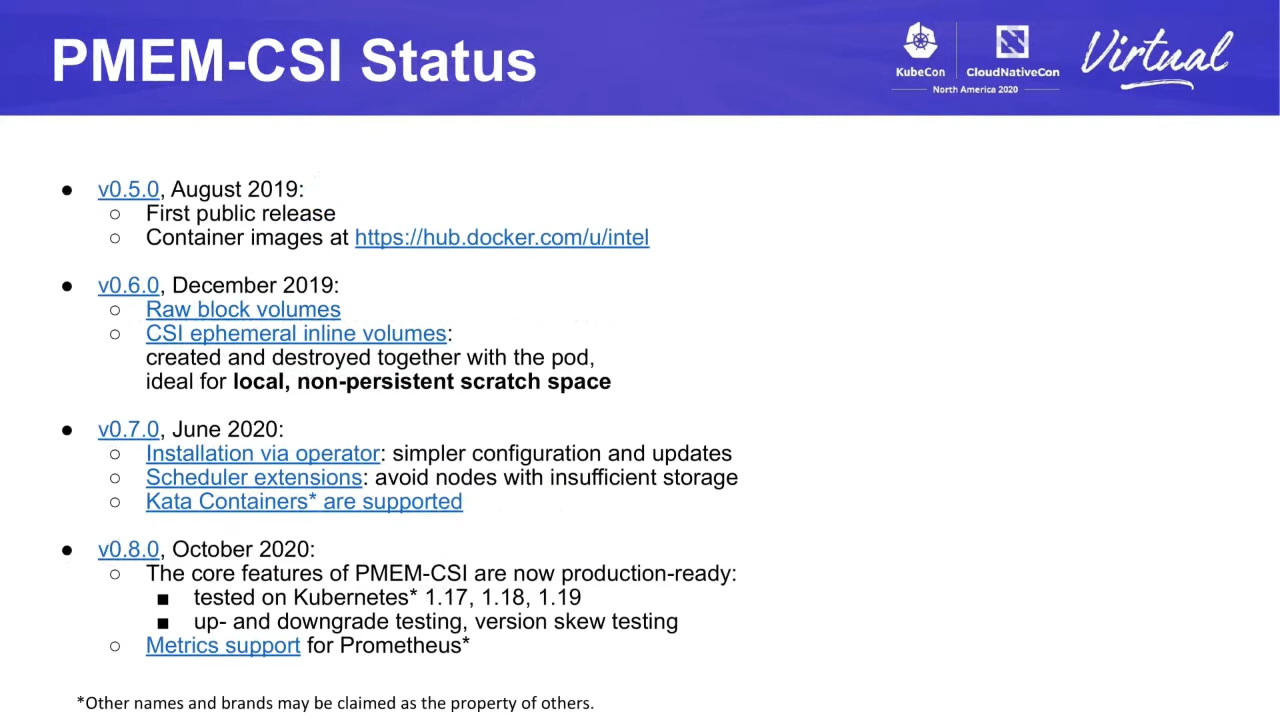 PMEM-CSI Status
KubeCon
CloudNativeCon
North America 2020
Virtual
● v0.5.0, August 2019:
○ First public release
○ Container images at https://hub.docker.com/u/intel
● v0.6.0, December 2019:
○ Raw block volumes
○ CSI ephemeral inline volumes:
created and destroyed together with the pod,
ideal for local, non-persistent scratch space
● v0.7.0, June 2020:
○ Installation via operator: simpler configuration and updates
○ Scheduler extensions: avoid nodes with insufficient storage
○ Kata Containers* are supported
● v0.8.0, October 2020:
○ The core features of PMEM-CSI are now production-ready:
■ tested on Kubernetes* 1.17, 1.18, 1.19
■ up- and downgrade testing, version skew testing
○ Metrics support for Prometheus*
*Other names and brands may be claimed as the property of others.